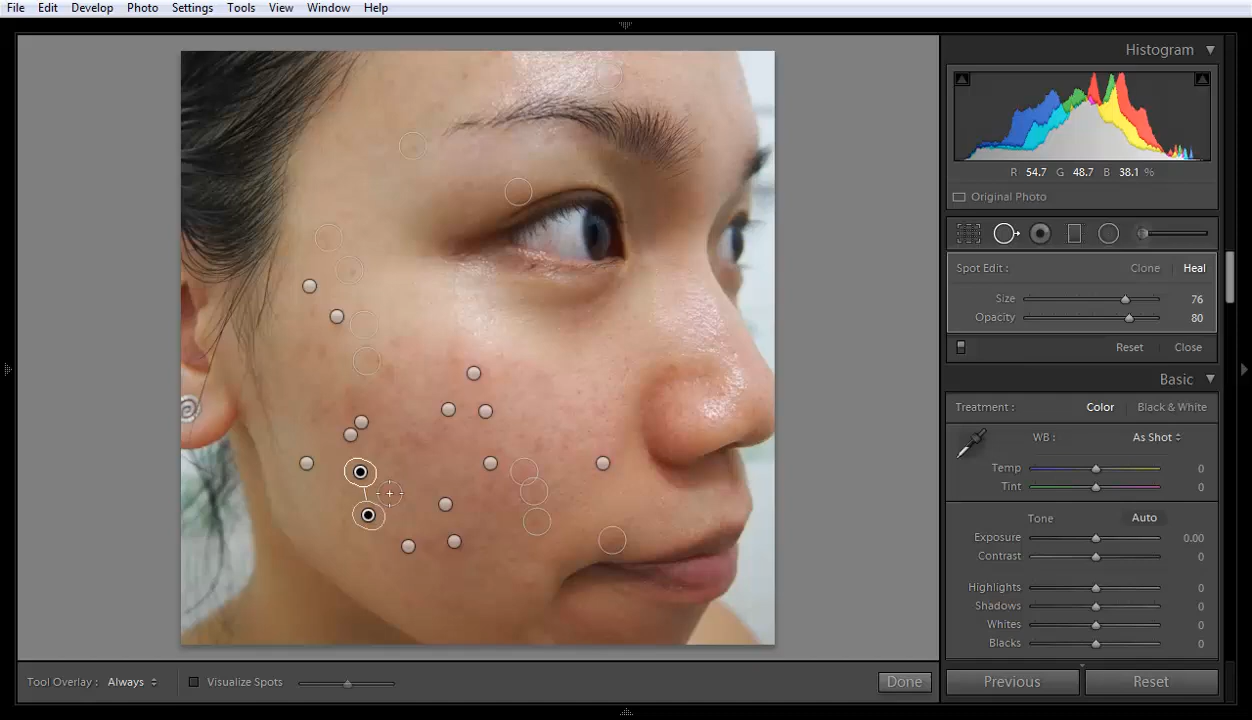 File Edit Develop Photo Settings Tools View Window Help
Histogram
R 54.7 G 48.7 B 38.1 %
Original Photo
Spot Edit : Clone Heal
Size 76
Opacity 80
Reset Close
Basic
Treatment : Color Black & White
WB : As Shot
Temp 0
Tint 0
Tone Auto
Exposure 0.00
Contrast 0
Highlights 0
Shadows 0
Whites 0
Blacks 0
Tool Overlay : Always Visualize Spots Done Previous Reset